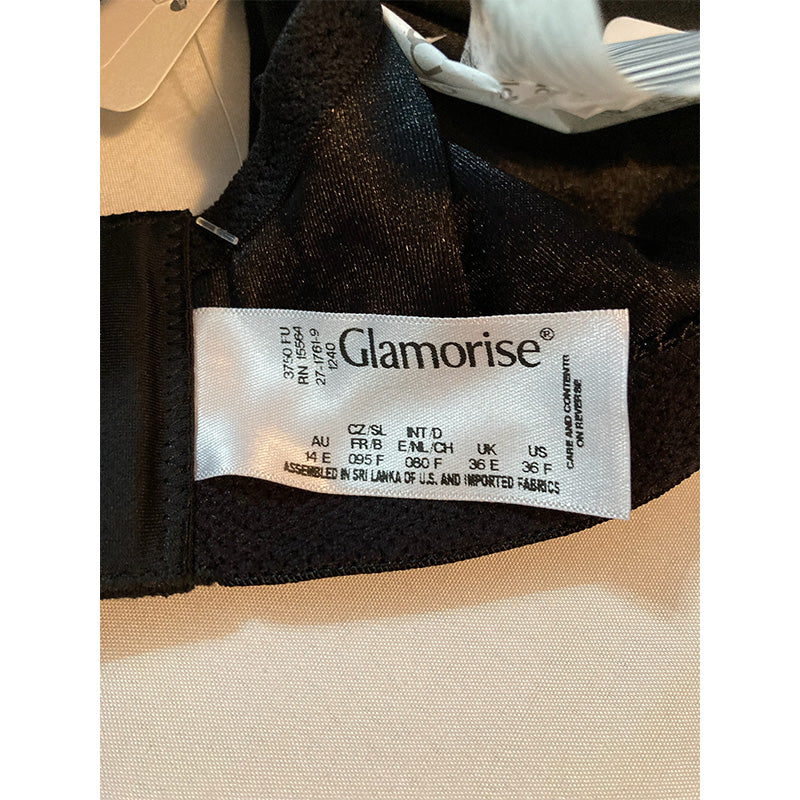 3750 FU
RN 15564
27-1761-9
1240
Glamorise®
CZ/SL INT/D
AU FR/B E/NL/CH UK US
14 E 095 F 080 F 36 E 36 F
ASSEMBLED IN SRI LANKA OF U.S. AND IMPORTED FABRICS
CARE AND CONTENT
ON REVERSE